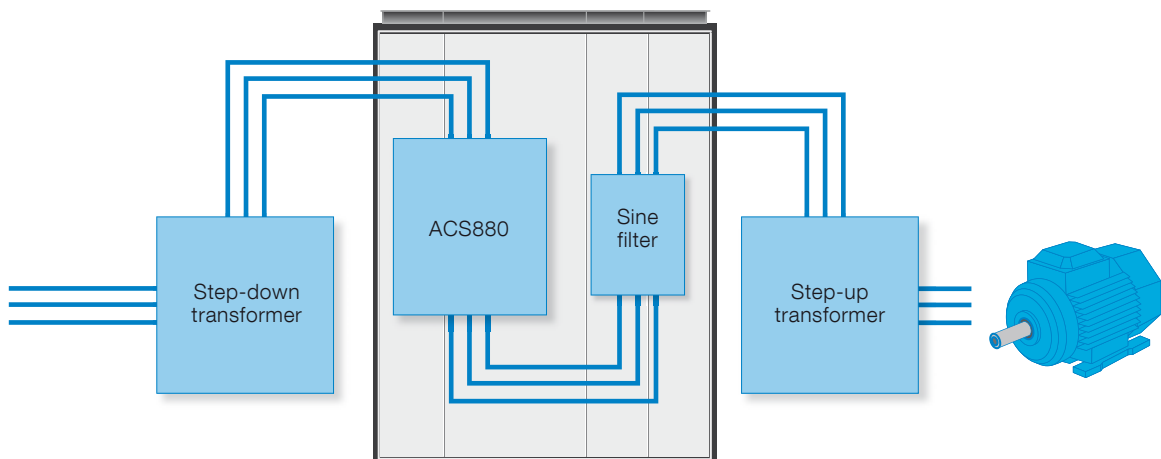 Step-down
transformer
ACS880
Sine
filter
Step-up
transformer